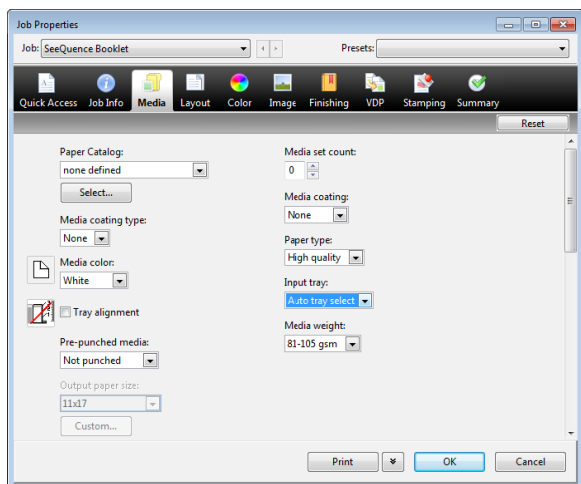 Job Properties
Job: SeeQuence Booklet Presets:
Quick Access Job Info Media Layout Color Image Finishing VDP Stamping Summary
Reset
Paper Catalog:
none defined
Select...
Media coating type:
None
Media color:
White
Tray alignment
Pre-punched media:
Not punched
Output paper size:
11x17
Custom...
Media set count:
0
Media coating:
None
Paper type:
High quality
Input tray:
Auto tray select
Media weight:
81-105 gsm
Print OK Cancel